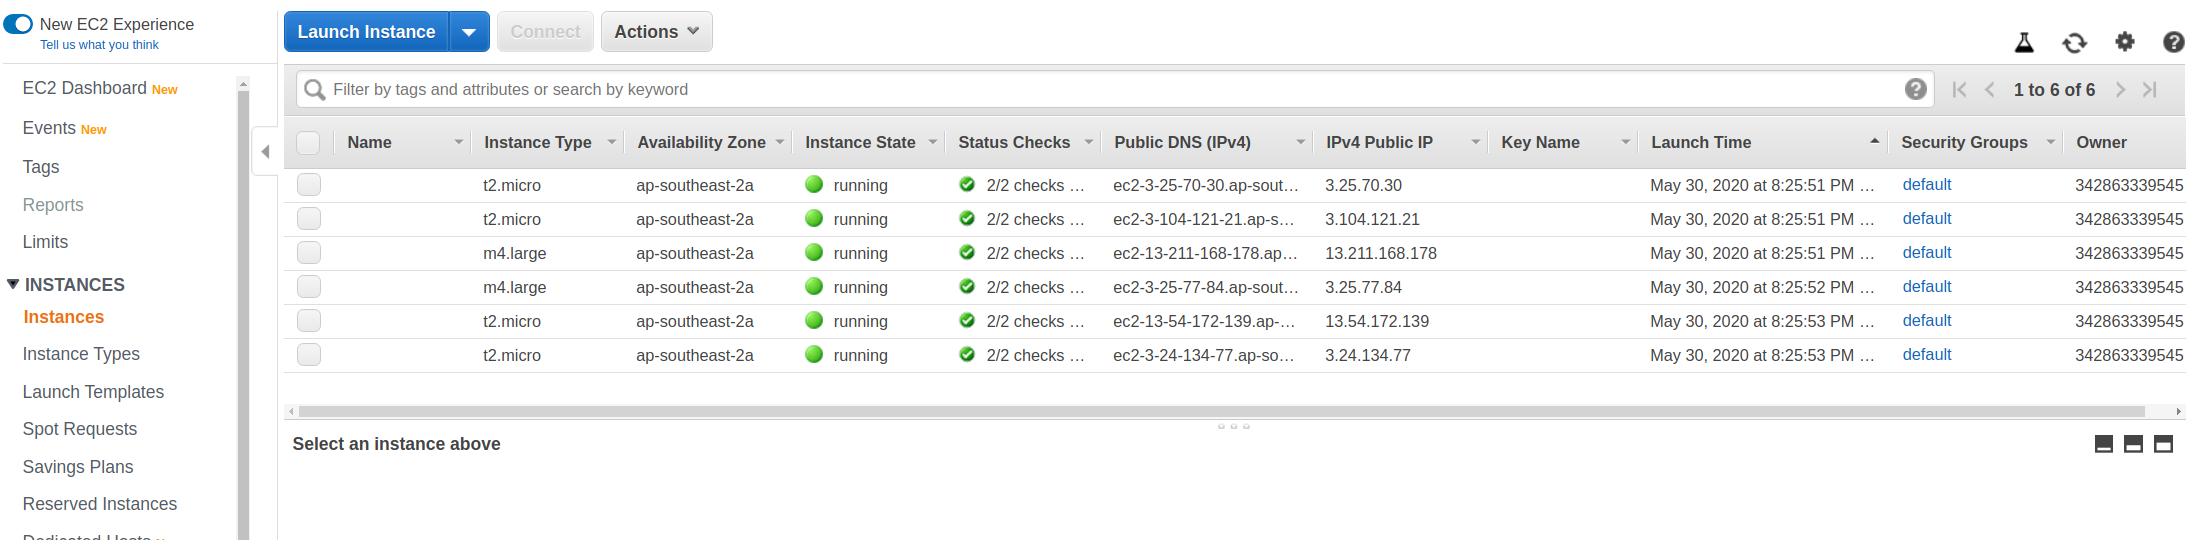 New EC2 Experience
Tell us what you think
EC2 Dashboard New
Events New
Tags
Reports
Limits
INSTANCES
Instances
Instance Types
Launch Templates
Spot Requests
Savings Plans
Reserved Instances
Dedicated Hosts
Launch Instance Connect Actions
Filter by tags and attributes or search by keyword 1 to 6 of 6
Name Instance Type Availability Zone Instance State Status Checks Public DNS (IPv4) IPv4 Public IP Key Name Launch Time Security Groups Owner
t2.micro ap-southeast-2a running 2/2 checks … ec2-3-25-70-30.ap-sout… 3.25.70.30 May 30, 2020 at 8:25:51 PM … default 342863339545
t2.micro ap-southeast-2a running 2/2 checks … ec2-3-104-121-21.ap-s… 3.104.121.21 May 30, 2020 at 8:25:51 PM … default 342863339545
m4.large ap-southeast-2a running 2/2 checks … ec2-13-211-168-178.ap… 13.211.168.178 May 30, 2020 at 8:25:51 PM … default 342863339545
m4.large ap-southeast-2a running 2/2 checks … ec2-3-25-77-84.ap-sout… 3.25.77.84 May 30, 2020 at 8:25:52 PM … default 342863339545
t2.micro ap-southeast-2a running 2/2 checks … ec2-13-54-172-139.ap-… 13.54.172.139 May 30, 2020 at 8:25:53 PM … default 342863339545
t2.micro ap-southeast-2a running 2/2 checks … ec2-3-24-134-77.ap-so… 3.24.134.77 May 30, 2020 at 8:25:53 PM … default 342863339545
Select an instance above